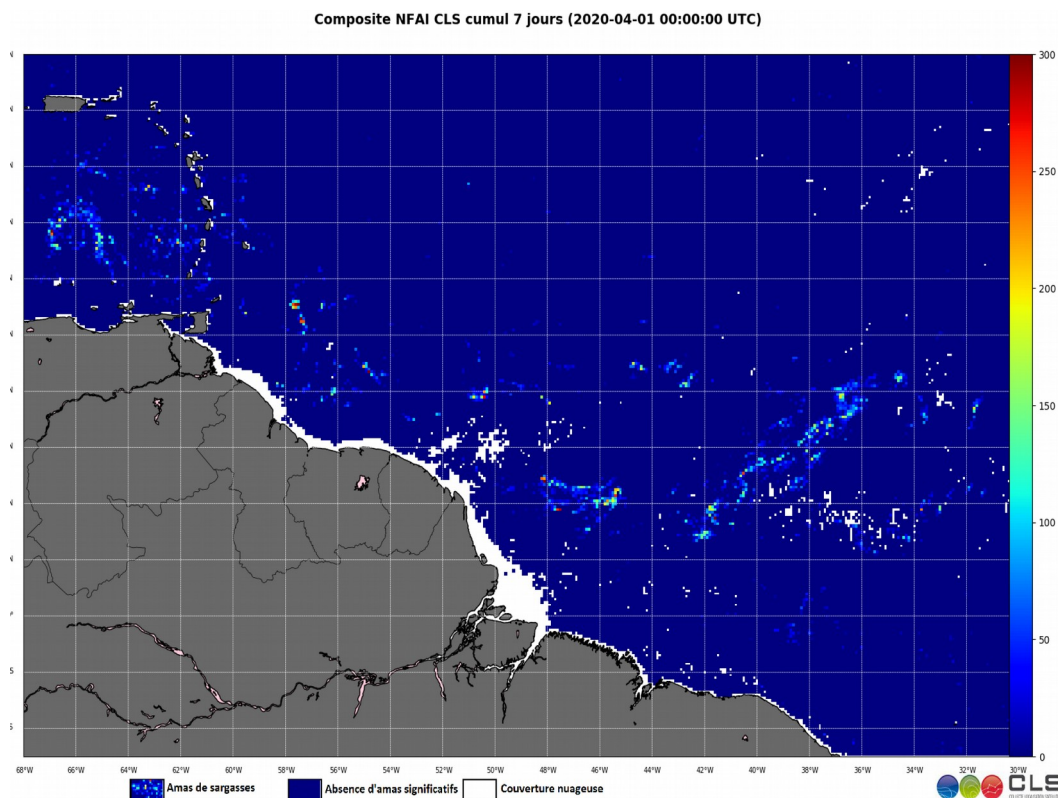 Composite NFAI CLS cumul 7 jours (2020-04-01 00:00:00 UTC)
300
250
200
150
100
50
0
68°W 66°W 64°W 62°W 60°W 58°W 56°W 54°W 52°W 50°W 48°W 46°W 44°W 42°W 40°W 38°W 36°W 34°W 32°W 30°W
Amas de sargasses Absence d'amas significatifs Couverture nuageuse
CLS